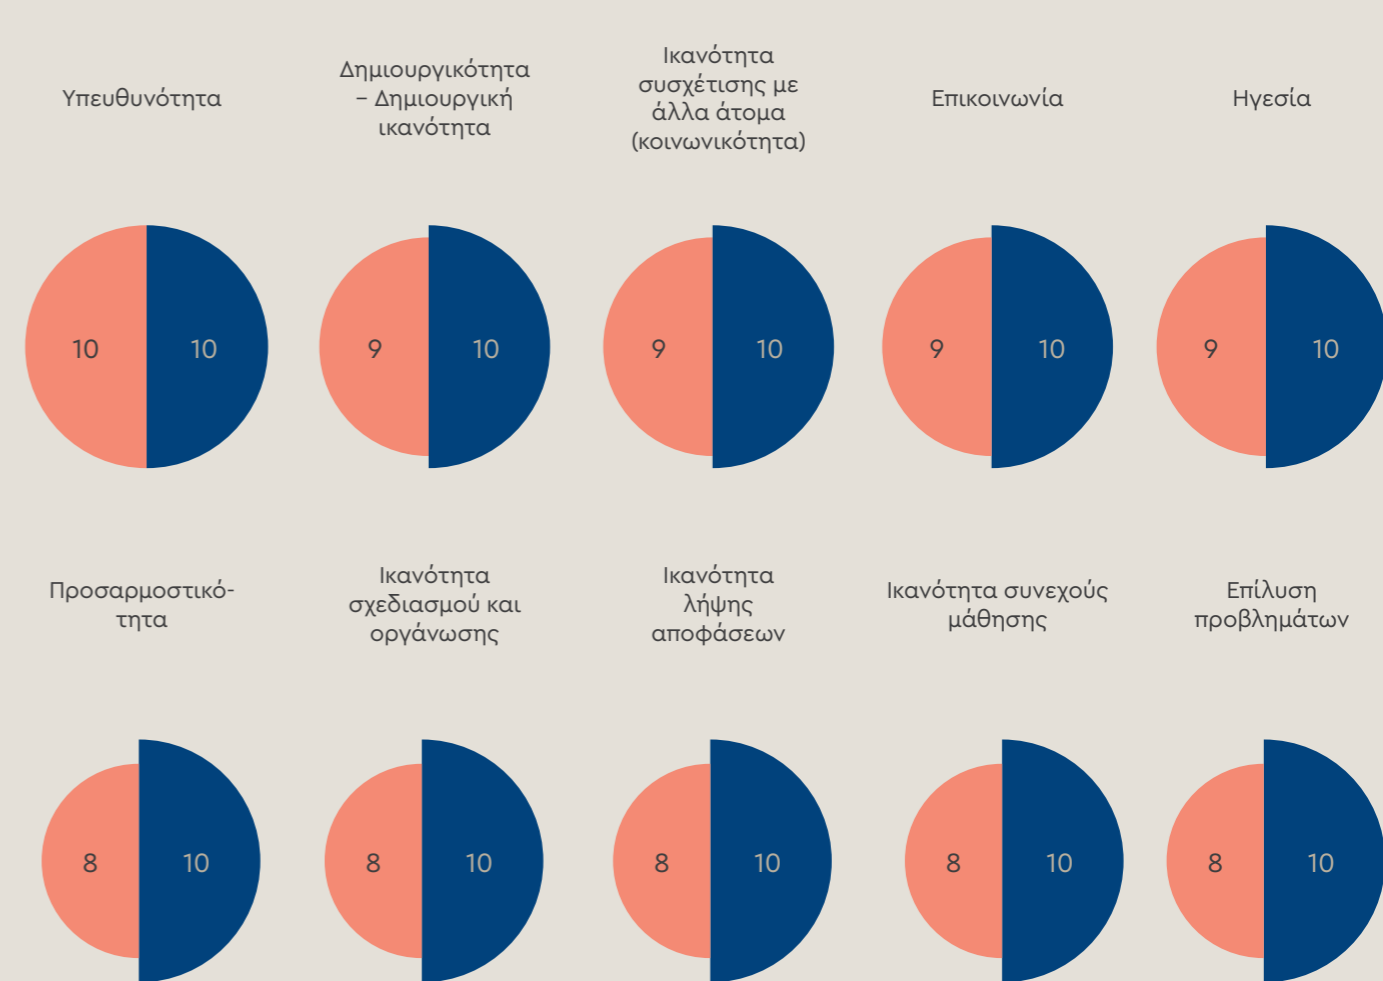 Υπευθυνότητα
Δημιουργικότητα
– Δημιουργική
ικανότητα
Ικανότητα
συσχέτισης με
άλλα άτομα
(κοινωνικότητα)
Επικοινωνία
Ηγεσία
10 10
9 10
9 10
9 10
9 10
Προσαρμοστικό-
τητα
Ικανότητα
σχεδιασμού και
οργάνωσης
Ικανότητα
λήψης
αποφάσεων
Ικανότητα συνεχούς
μάθησης
Επίλυση
προβλημάτων
8 10
8 10
8 10
8 10
8 10